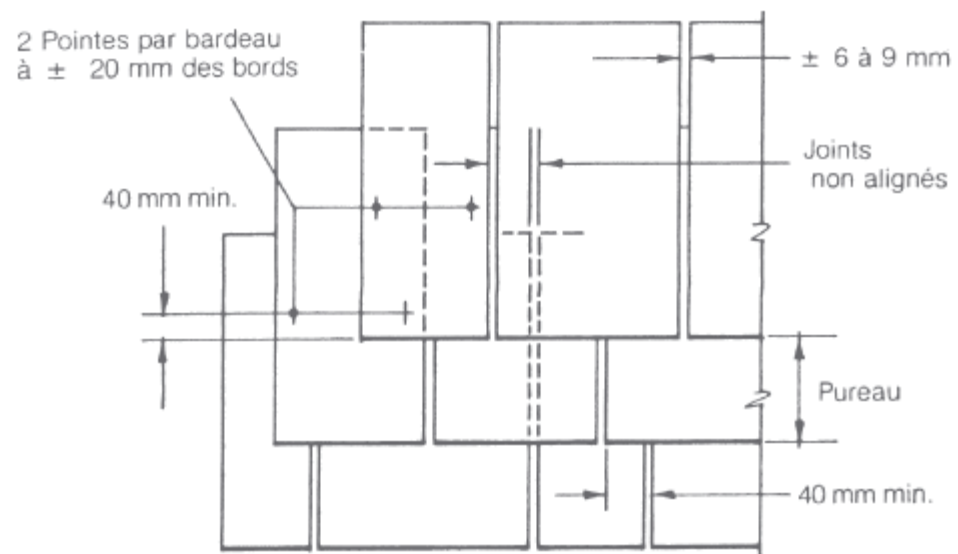 2 Pointes par bardeau
à ± 20 mm des bords
± 6 à 9 mm
Joints
non alignés
40 mm min.
Pureau
40 mm min.